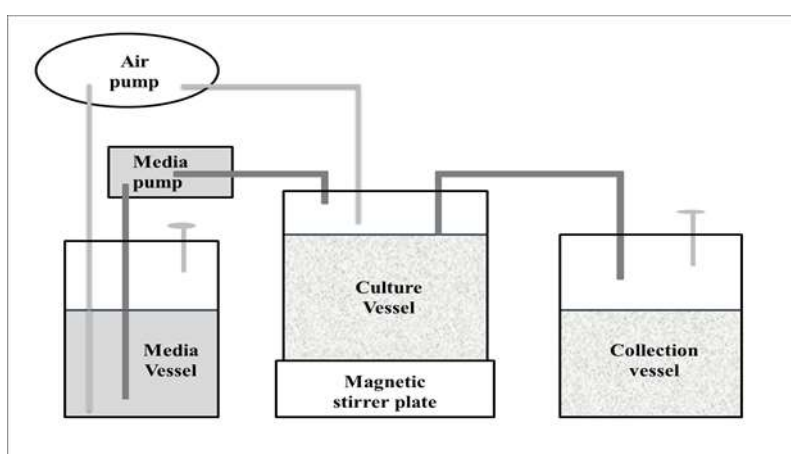 Air
pump
Media
pump
Media
Vessel
Culture
Vessel
Magnetic
stirrer plate
Collection
vessel